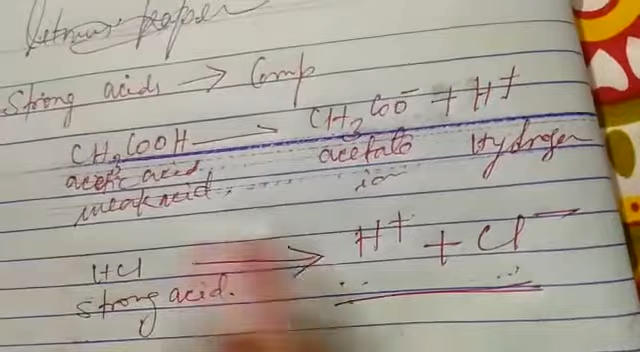 Litmus paper
Strong acids → Comp
CH3COOH → CH3COO⁻ + H⁺
acetic acid acetate Hydrogen
weak acid ion
HCl → H⁺ + Cl⁻
Strong acid.